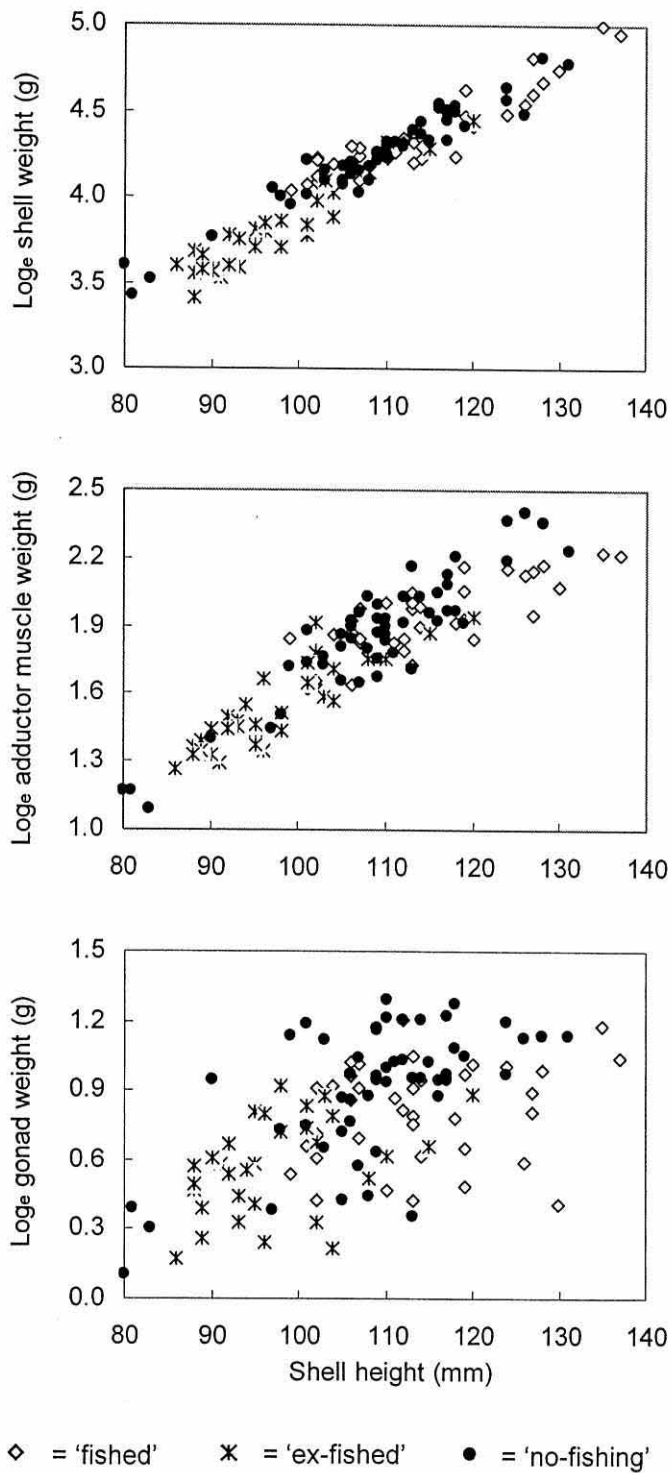 5.0
4.5
4.0
3.5
3.0
Logₑ shell weight (g)
80 90 100 110 120 130 140
2.5
2.2
1.9
1.6
1.3
1.0
Logₑ adductor muscle weight (g)
80 90 100 110 120 130 140
1.5
1.2
0.9
0.6
0.3
0.0
Logₑ gonad weight (g)
80 90 100 110 120 130 140
Shell height (mm)
= 'fished' = 'ex-fished' = 'no-fishing'